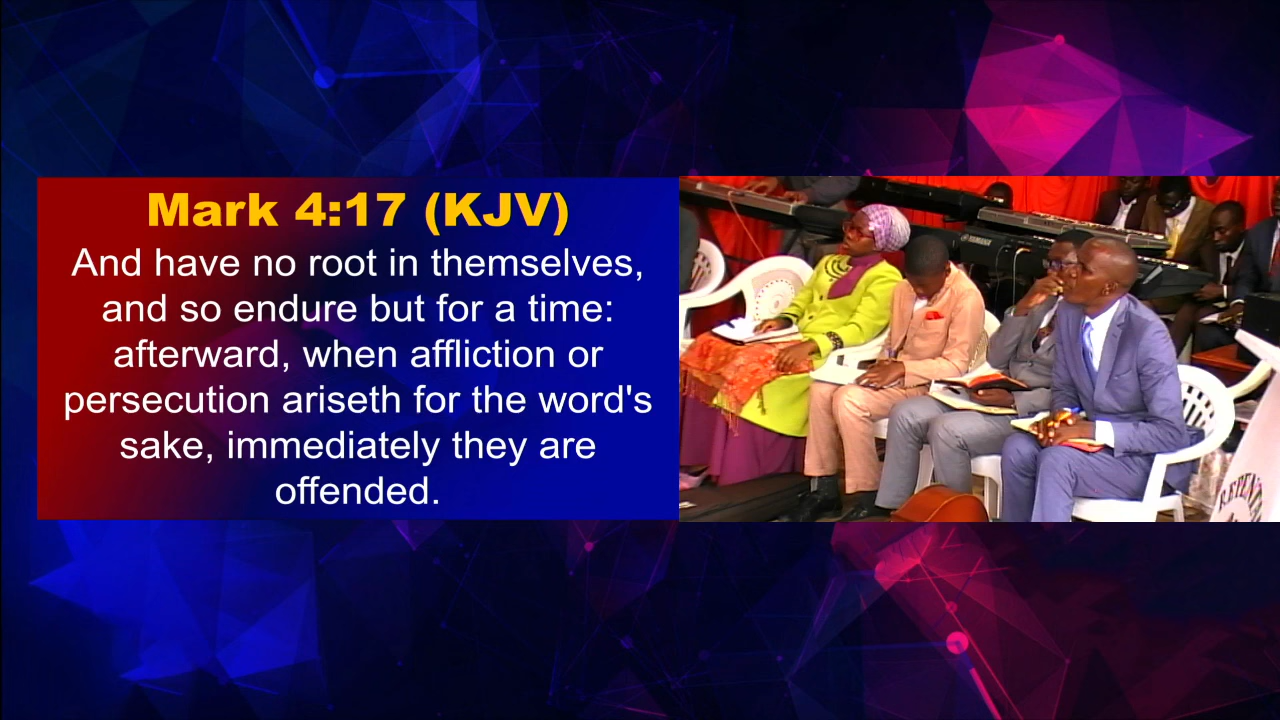 Mark 4:17 (KJV)
And have no root in themselves,
and so endure but for a time:
afterward, when affliction or
persecution ariseth for the word's
sake, immediately they are
offended.
YAMAHA